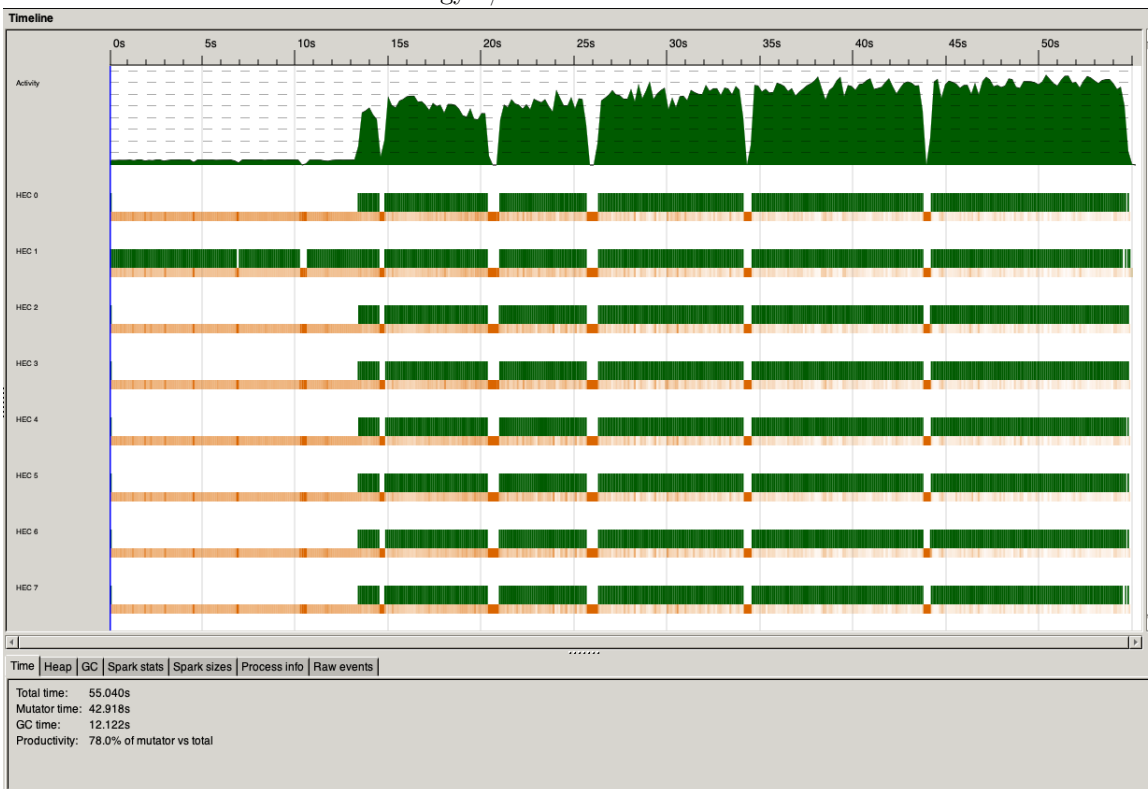 Timeline
0s 5s 10s 15s 20s 25s 30s 35s 40s 45s 50s
Activity
HEC 0
HEC 1
HEC 2
HEC 3
HEC 4
HEC 5
HEC 6
HEC 7
Time Heap GC Spark stats Spark sizes Process info Raw events
Total time: 55.040s
Mutator time: 42.918s
GC time: 12.122s
Productivity: 78.0% of mutator vs total